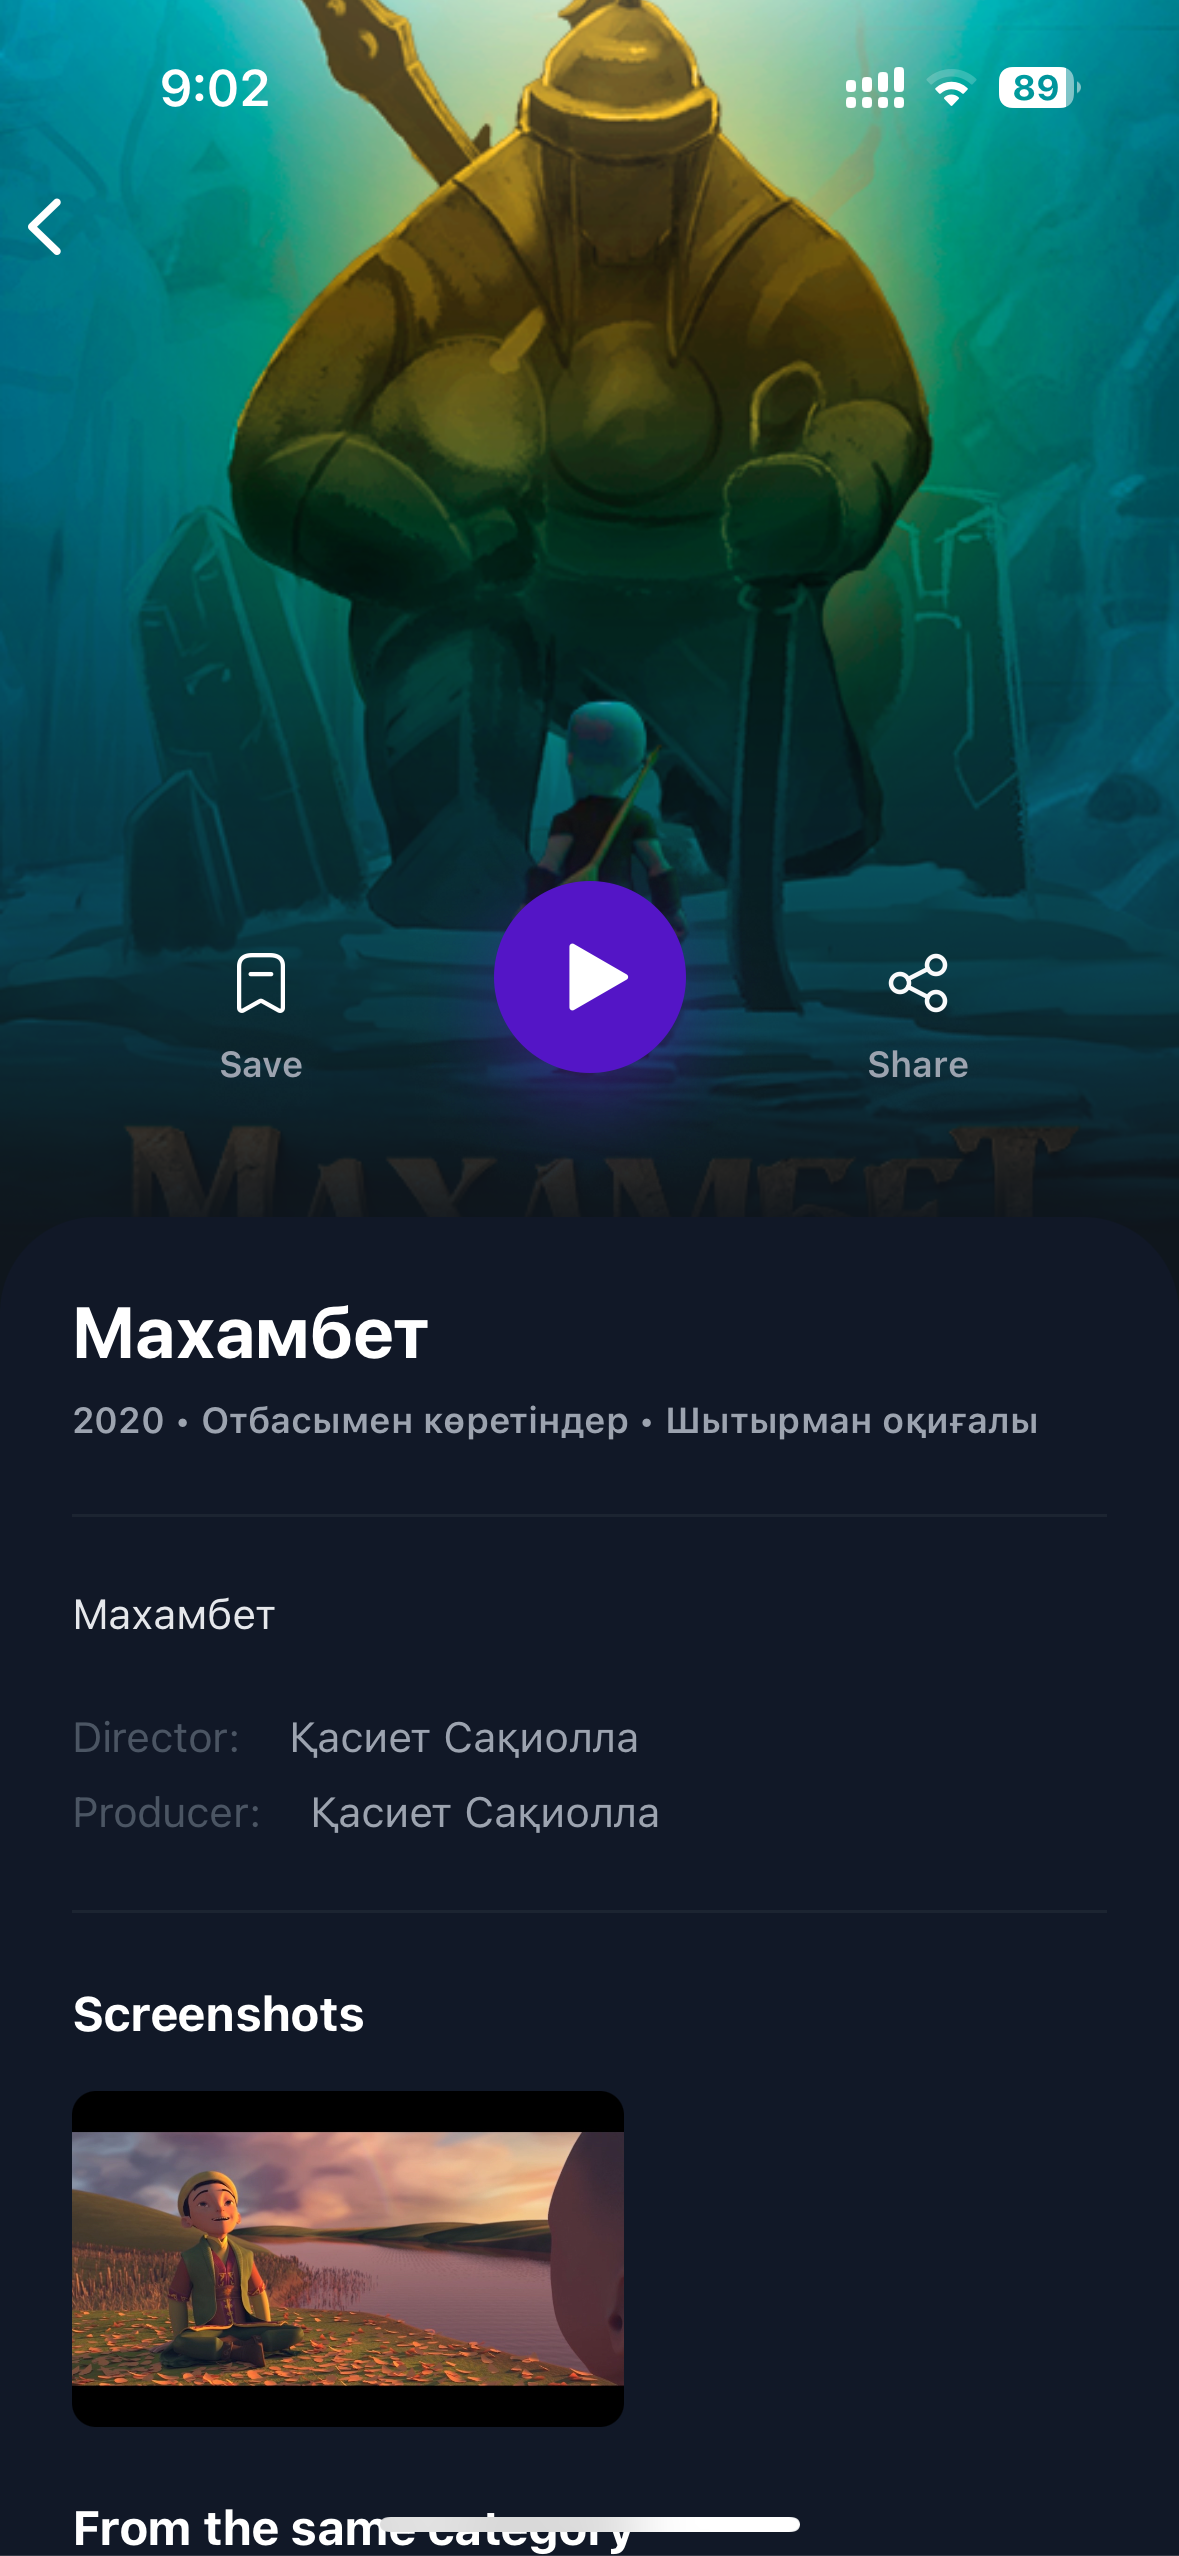 9:02
89
Save
Share
МАХАМБЕТ
Махамбет
2020 • Отбасымен көретіндер • Шытырман оқиғалы
Махамбет
Director: Қасиет Сақиолла
Producer: Қасиет Сақиолла
Screenshots
From the same category